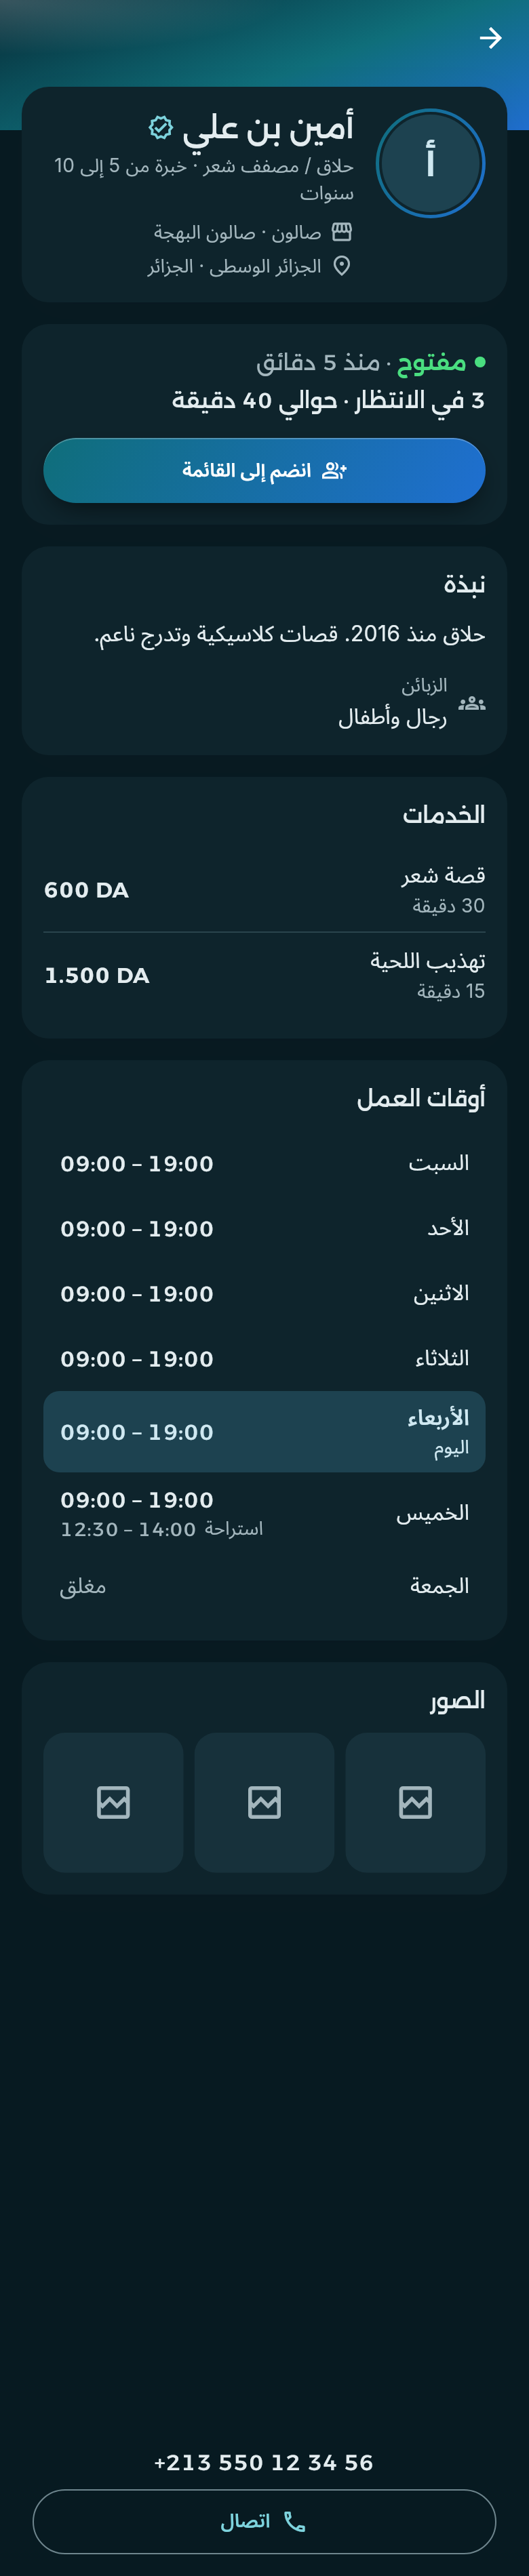 أ
أمين بن علي
حلاق / مصفف شعر · خبرة من 5 إلى 10
سنوات
صالون · صالون البهجة
الجزائر الوسطى · الجزائر
مفتوح · منذ 5 دقائق
3 في الانتظار · حوالي 40 دقيقة
انضم إلى القائمة
نبذة
حلاق منذ 2016. قصات كلاسيكية وتدرج ناعم.
الزبائن
رجال وأطفال
الخدمات
قصة شعر
30 دقيقة
600 DA
تهذيب اللحية
15 دقيقة
1.500 DA
أوقات العمل
السبت 09:00 – 19:00
الأحد 09:00 – 19:00
الاثنين 09:00 – 19:00
الثلاثاء 09:00 – 19:00
الأربعاء 09:00 – 19:00
اليوم
الخميس 09:00 – 19:00
استراحة 12:30 – 14:00
الجمعة مغلق
الصور
+213 550 12 34 56
اتصال